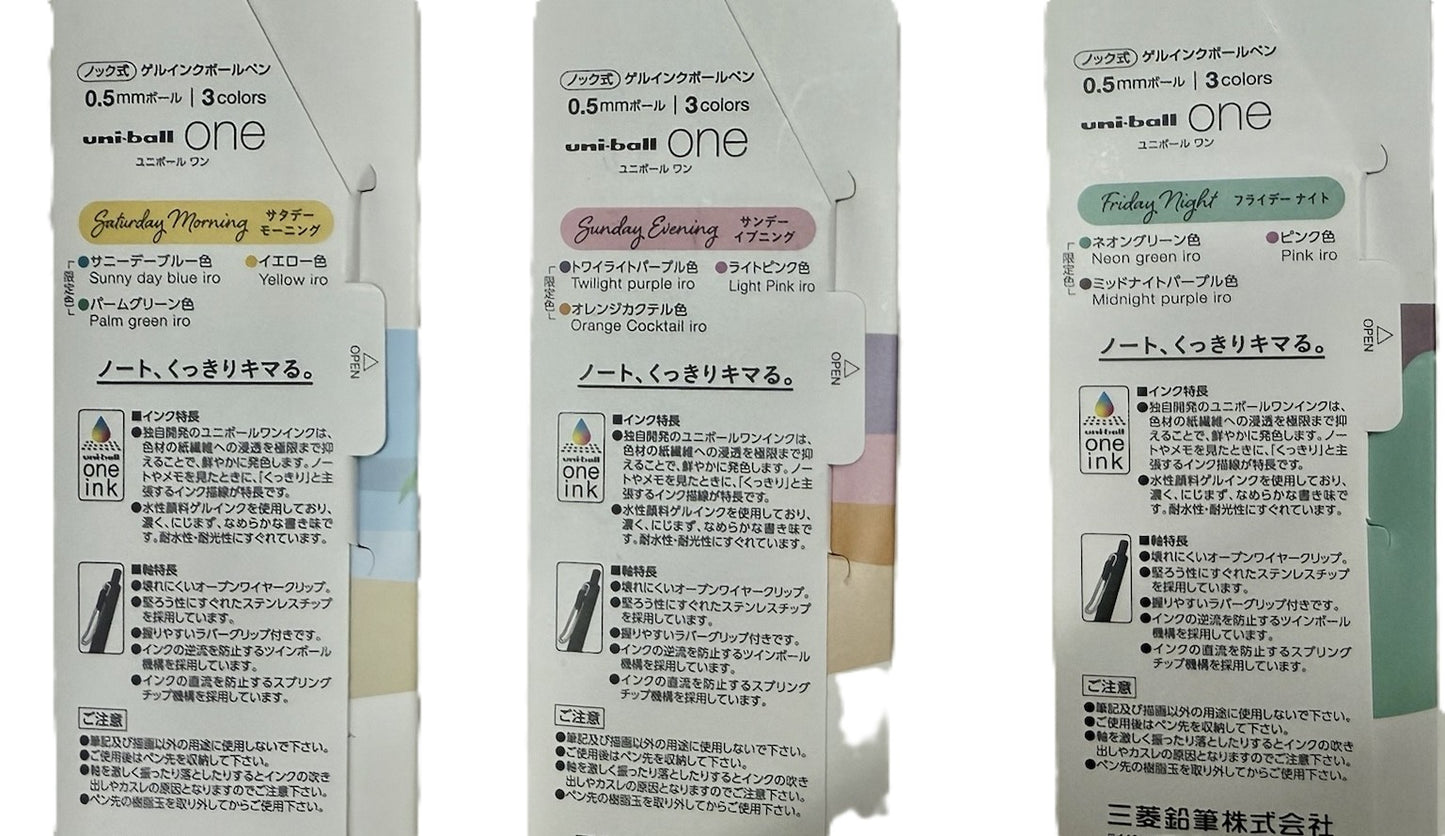 ノック式 ゲルインクボールペン
0.5mmボール | 3colors
uni-ball one
ユニボール ワン
Saturday Morning サタデー
モーニング
「限定色」
●サニーデーブルー色 ●イエロー色
Sunny day blue iro Yellow iro
●パームグリーン色
Palm green iro
OPEN
ノート、くっきりキマる。
uni-ball
one
ink
■インク特長
●独自開発のユニボールワンインクは、
色材の紙繊維への浸透を極限まで抑
えることで、鮮やかに発色します。ノー
トやメモを見たときに、「くっきり」と主
張するインク描線が特長です。
●水性顔料ゲルインクを使用しており、
濃く、にじまず、なめらかな書き味で
す。耐水性・耐光性にすぐれています。
■軸特長
●壊れにくいオープンワイヤークリップ。
●堅ろう性にすぐれたステンレスチップ
を採用しています。
●握りやすいラバーグリップ付きです。
●インクの逆流を防止するツインボール
機構を採用しています。
●インクの直流を防止するスプリング
チップ機構を採用しています。
ご注意
●筆記及び描画以外の用途に使用しないで下さい。
●ご使用後はペン先を収納して下さい。
●軸を激しく振ったり落としたりするとインクの吹き
出しやカスレの原因となりますのでご注意下さい。
●ペン先の樹脂玉を取り外してからご使用下さい。
ノック式 ゲルインクボールペン
0.5mmボール | 3colors
uni-ball one
ユニボール ワン
Sunday Evening サンデー
イブニング
「限定色」
●トワイライトパープル色 ●ライトピンク色
Twilight purple iro Light Pink iro
●オレンジカクテル色
Orange Cocktail iro
OPEN
ノート、くっきりキマる。
uni-ball
one
ink
■インク特長
●独自開発のユニボールワンインクは、
色材の紙繊維への浸透を極限まで抑
えることで、鮮やかに発色します。ノー
トやメモを見たときに、「くっきり」と主
張するインク描線が特長です。
●水性顔料ゲルインクを使用しており、
濃く、にじまず、なめらかな書き味で
す。耐水性・耐光性にすぐれています。
■軸特長
●壊れにくいオープンワイヤークリップ。
●堅ろう性にすぐれたステンレスチップ
を採用しています。
●握りやすいラバーグリップ付きです。
●インクの逆流を防止するツインボール
機構を採用しています。
●インクの直流を防止するスプリング
チップ機構を採用しています。
ご注意
●筆記及び描画以外の用途に使用しないで下さい。
●ご使用後はペン先を収納して下さい。
●軸を激しく振ったり落としたりするとインクの吹き
出しやカスレの原因となりますのでご注意下さい。
●ペン先の樹脂玉を取り外してからご使用下さい。
ノック式 ゲルインクボールペン
0.5mmボール | 3colors
uni-ball one
ユニボール ワン
Friday Night フライデー ナイト
「限定色」
●ネオングリーン色 ●ピンク色
Neon green iro Pink iro
●ミッドナイトパープル色
Midnight purple iro
OPEN
ノート、くっきりキマる。
uni-ball
one
ink
■インク特長
●独自開発のユニボールワンインクは、
色材の紙繊維への浸透を極限まで抑
えることで、鮮やかに発色します。ノー
トやメモを見たときに、「くっきり」と主
張するインク描線が特長です。
●水性顔料ゲルインクを使用しており、
濃く、にじまず、なめらかな書き味で
す。耐水性・耐光性にすぐれています。
■軸特長
●壊れにくいオープンワイヤークリップ。
●堅ろう性にすぐれたステンレスチップ
を採用しています。
●握りやすいラバーグリップ付きです。
●インクの逆流を防止するツインボール
機構を採用しています。
●インクの直流を防止するスプリング
チップ機構を採用しています。
ご注意
●筆記及び描画以外の用途に使用しないで下さい。
●ご使用後はペン先を収納して下さい。
●軸を激しく振ったり落としたりするとインクの吹き
出しやカスレの原因となりますのでご注意下さい。
●ペン先の樹脂玉を取り外してからご使用下さい。
三菱鉛筆株式会社